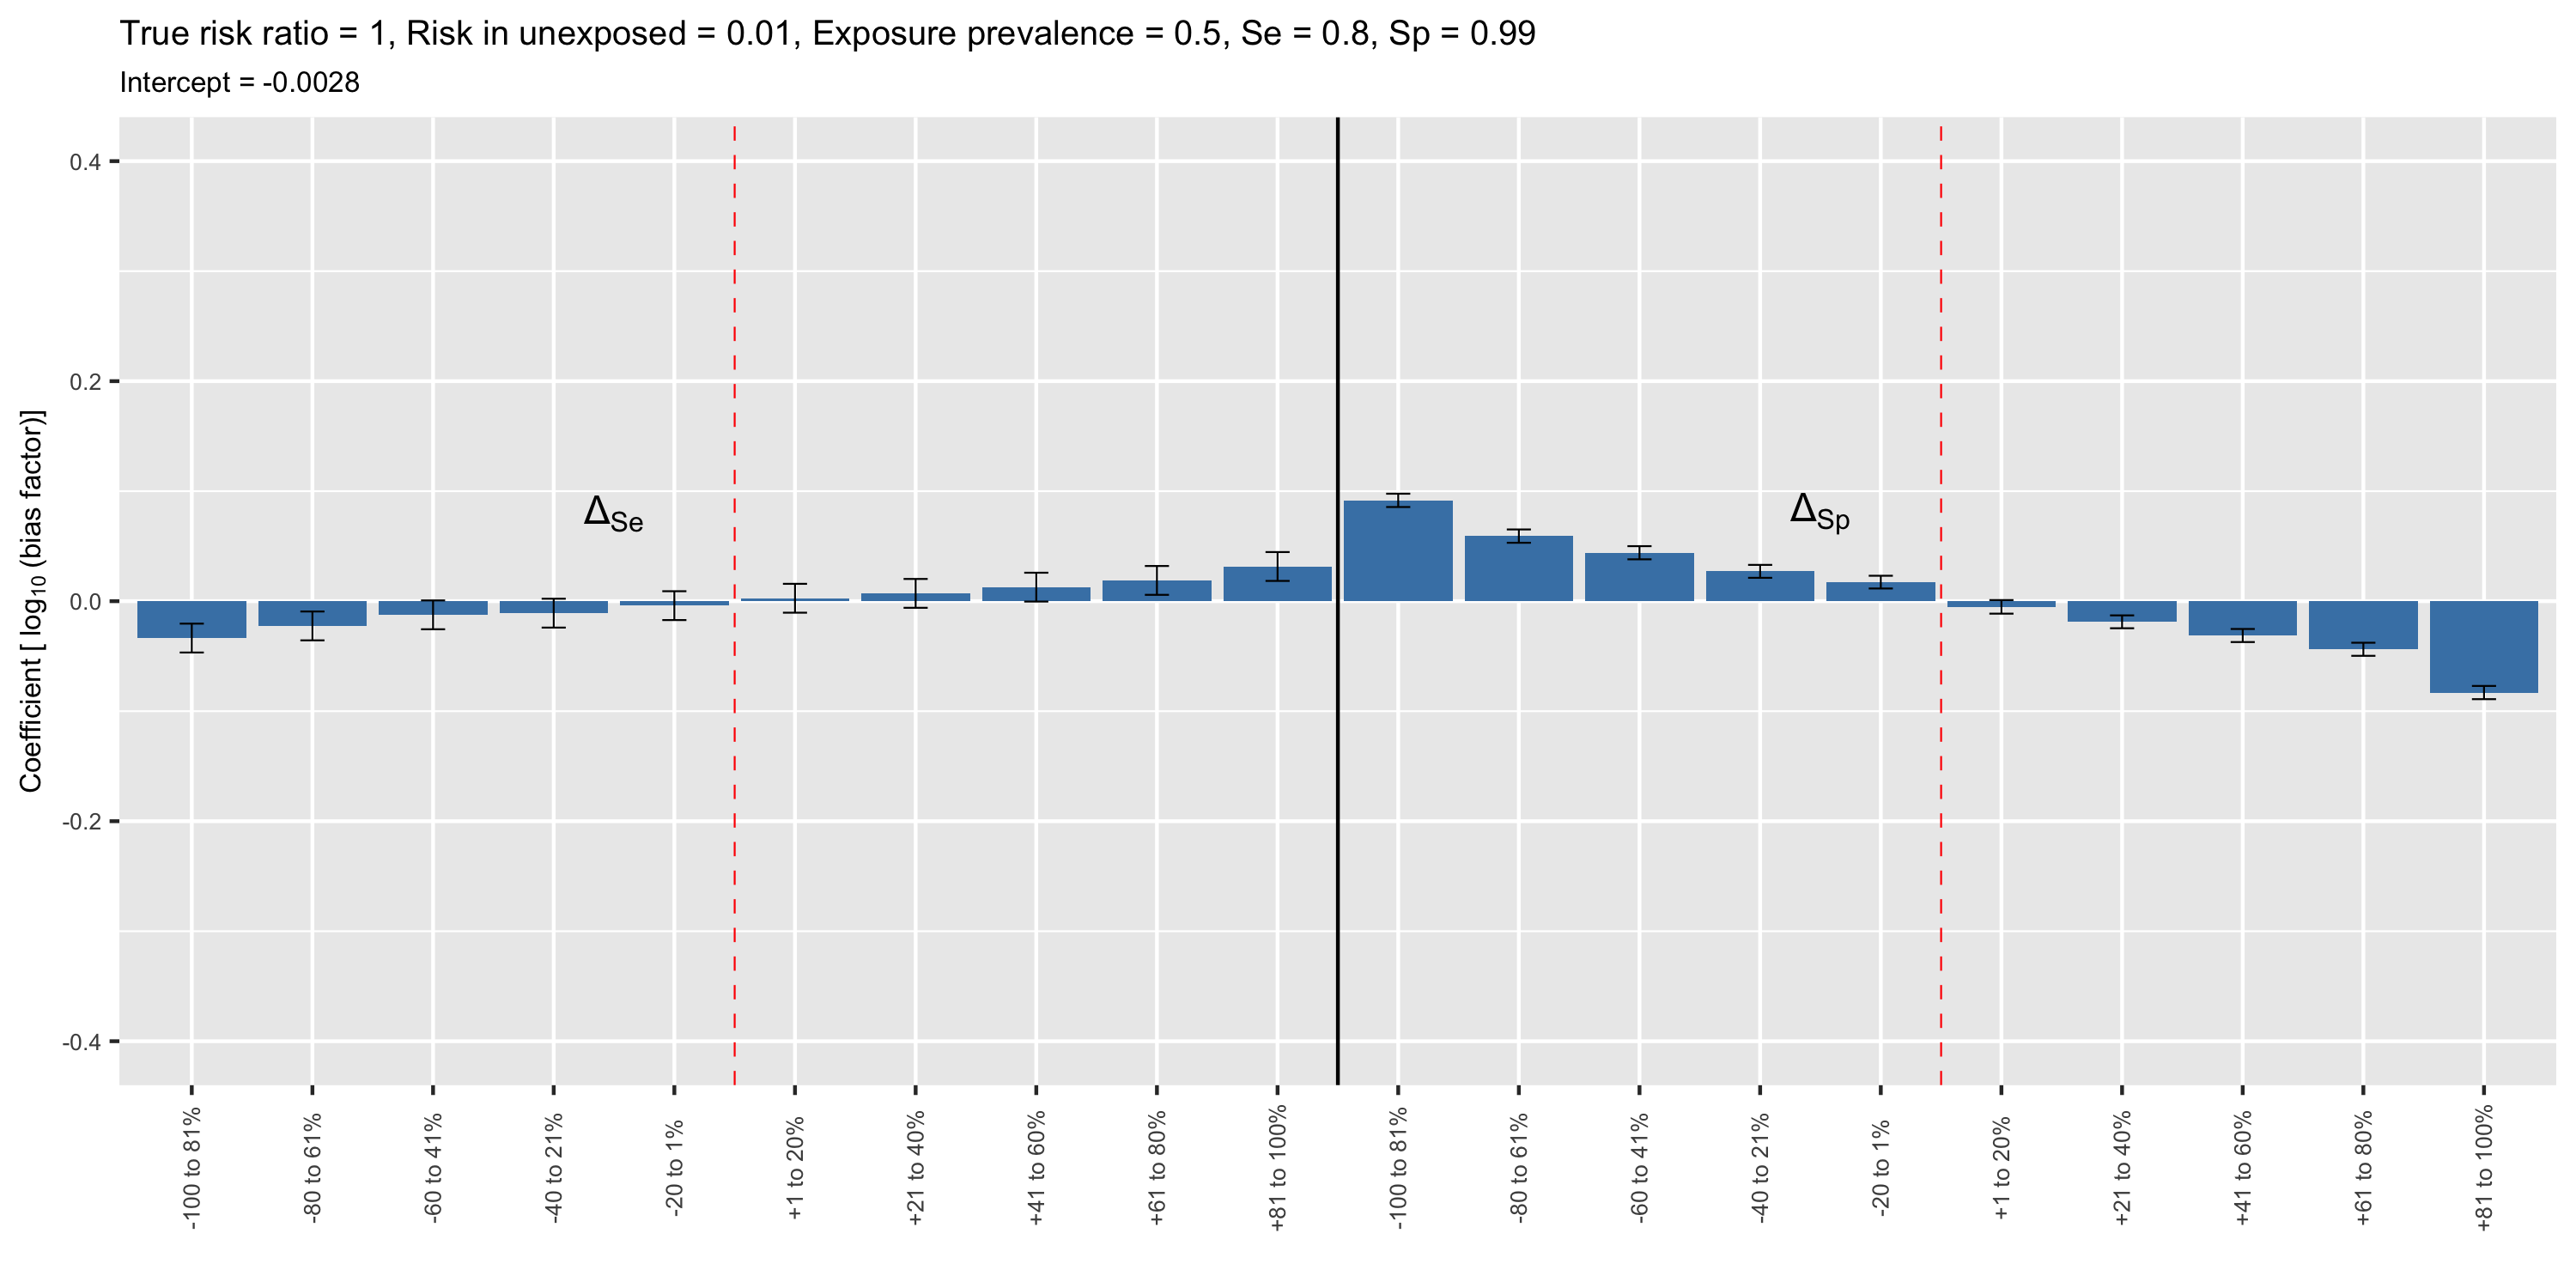 True risk ratio = 1, Risk in unexposed = 0.01, Exposure prevalence = 0.5, Se = 0.8, Sp = 0.99
Intercept = -0.0028
Coefficient [ log₁₀ (bias factor)]
0.4
0.2
0.0
-0.2
-0.4
Δ_Se
Δ_Sp
-100 to 81%
-80 to 61%
-60 to 41%
-40 to 21%
-20 to 1%
+1 to 20%
+21 to 40%
+41 to 60%
+61 to 80%
+81 to 100%
-100 to 81%
-80 to 61%
-60 to 41%
-40 to 21%
-20 to 1%
+1 to 20%
+21 to 40%
+41 to 60%
+61 to 80%
+81 to 100%